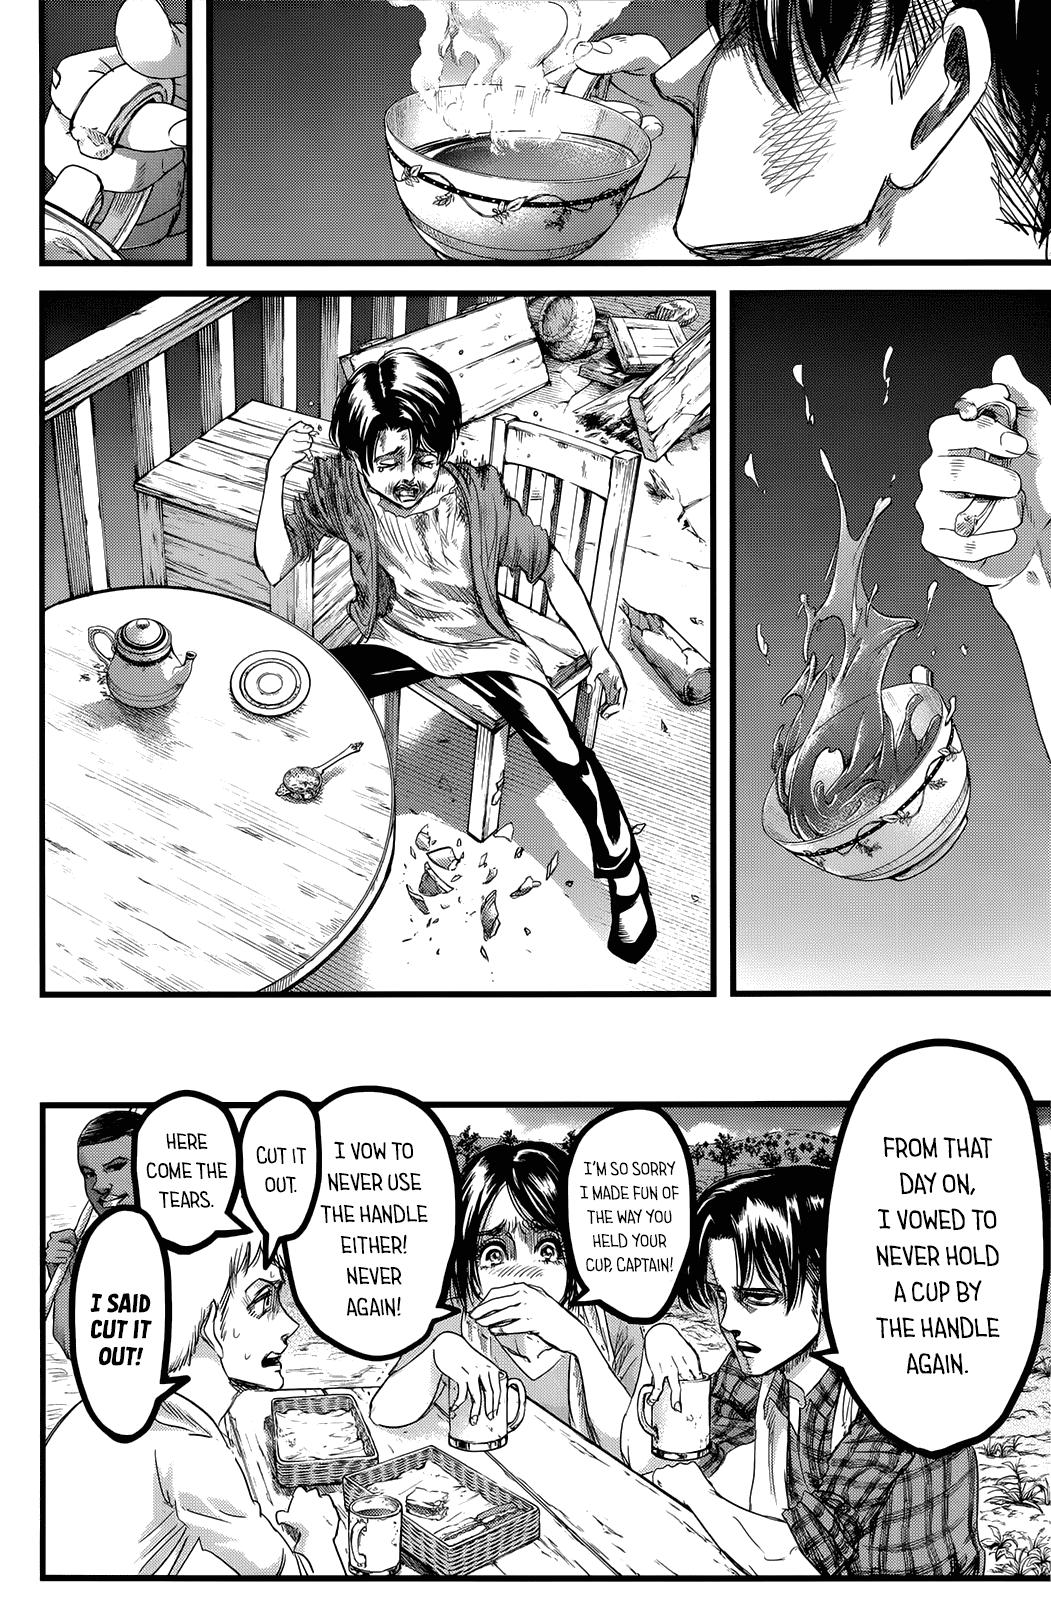 FROM THAT
DAY ON,
I VOWED TO
NEVER HOLD
A CUP BY
THE HANDLE
AGAIN.
I'M SO SORRY
I MADE FUN OF
THE WAY YOU
HELD YOUR
CUP, CAPTAIN!
I VOW TO
NEVER USE
THE HANDLE
EITHER!
NEVER
AGAIN!
CUT IT
OUT.
HERE
COME THE
TEARS.
I SAID
CUT IT
OUT!